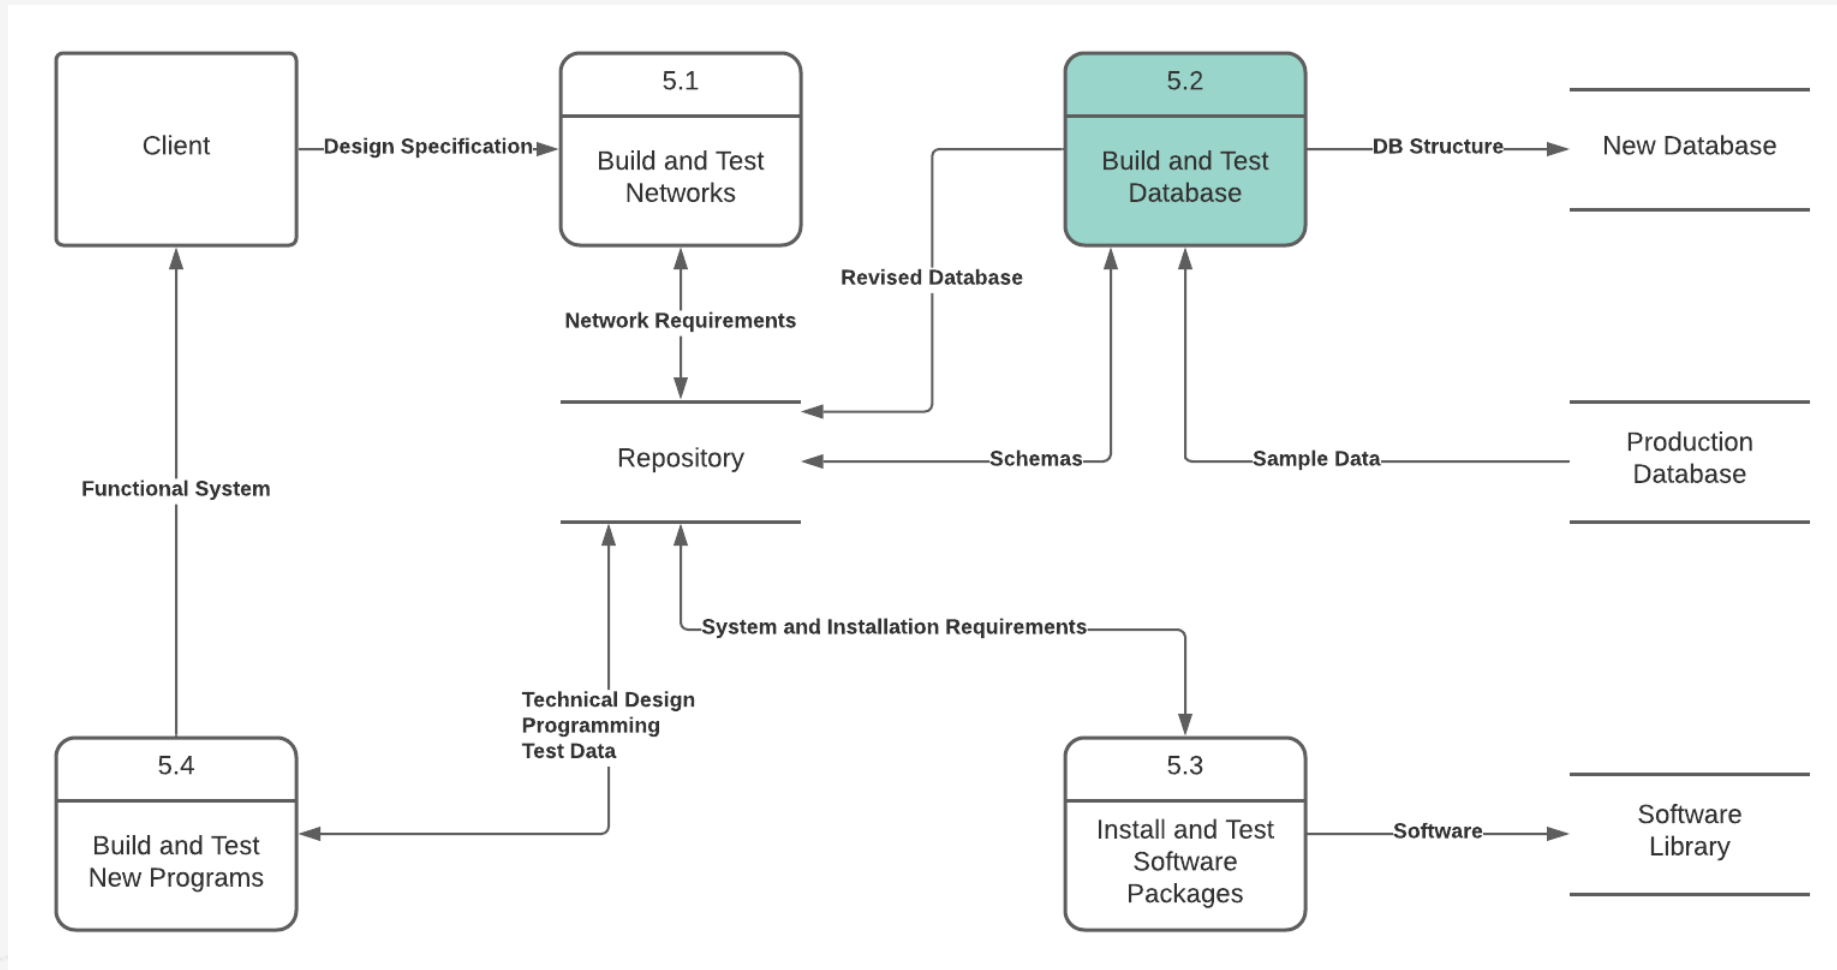 Client
Design Specification
5.1
Build and Test
Networks
5.2
Build and Test
Database
DB Structure
New Database
Revised Database
Network Requirements
Repository
Schemas
Sample Data
Production
Database
Functional System
System and Installation Requirements
Technical Design
Programming
Test Data
5.4
Build and Test
New Programs
5.3
Install and Test
Software
Packages
Software
Software
Library